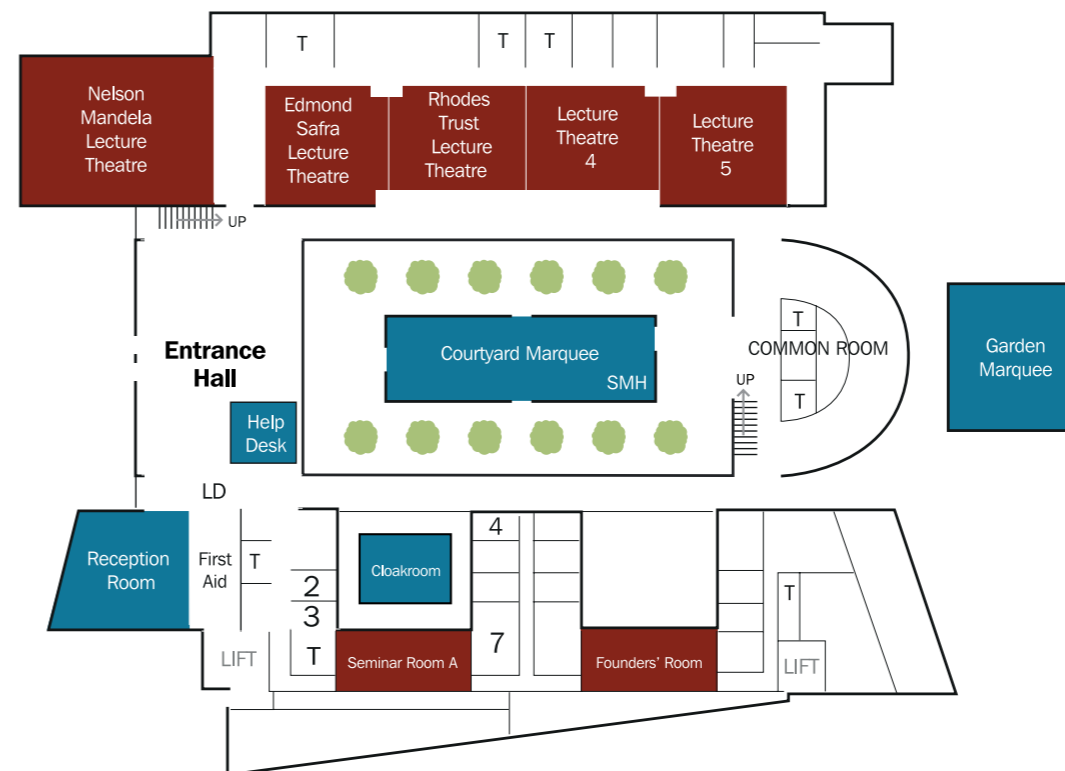 T
T
T
Nelson
Mandela
Lecture
Theatre
Edmond
Safra
Lecture
Theatre
Rhodes
Trust
Lecture
Theatre
Lecture
Theatre
4
Lecture
Theatre
5
UP
Entrance
Hall
Courtyard Marquee
SMH
T
COMMON ROOM
UP
T
Garden
Marquee
Help
Desk
LD
Reception
Room
First
Aid
T
2
3
T
LIFT
Cloakroom
4
7
Seminar Room A
Founders' Room
T
LIFT